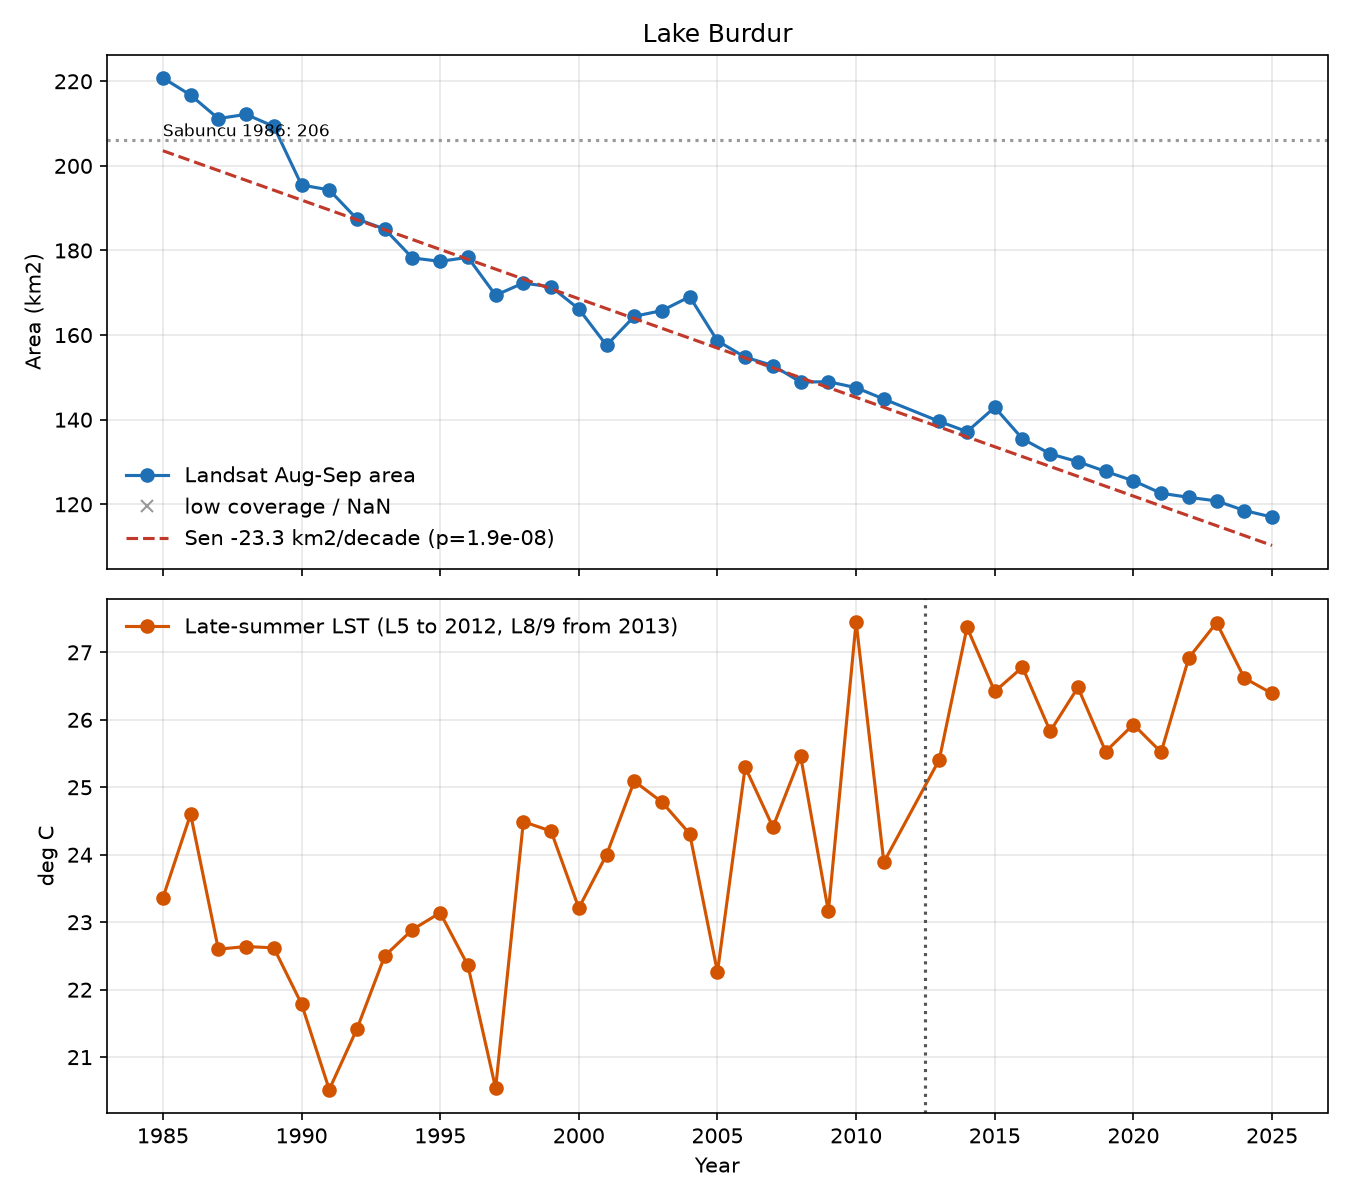 Lake Burdur
220
200
180
160
140
120
Area (km2)
Sabuncu 1986: 206
Landsat Aug-Sep area
low coverage / NaN
Sen -23.3 km2/decade (p=1.9e-08)
Late-summer LST (L5 to 2012, L8/9 from 2013)
27
26
25
24
23
22
21
deg C
1985 1990 1995 2000 2005 2010 2015 2020 2025
Year